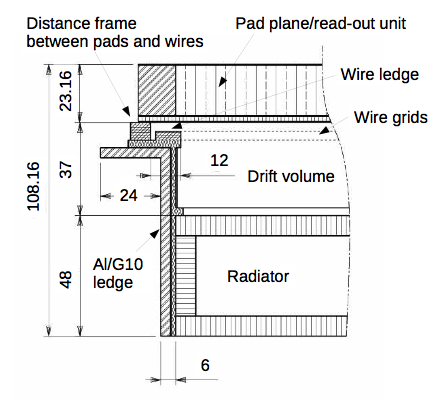 Distance frame
between pads and wires
Pad plane/read-out unit
Wire ledge
Wire grids
23.16
37
108.16
48
12
Drift volume
24
Al/G10
ledge
Radiator
6